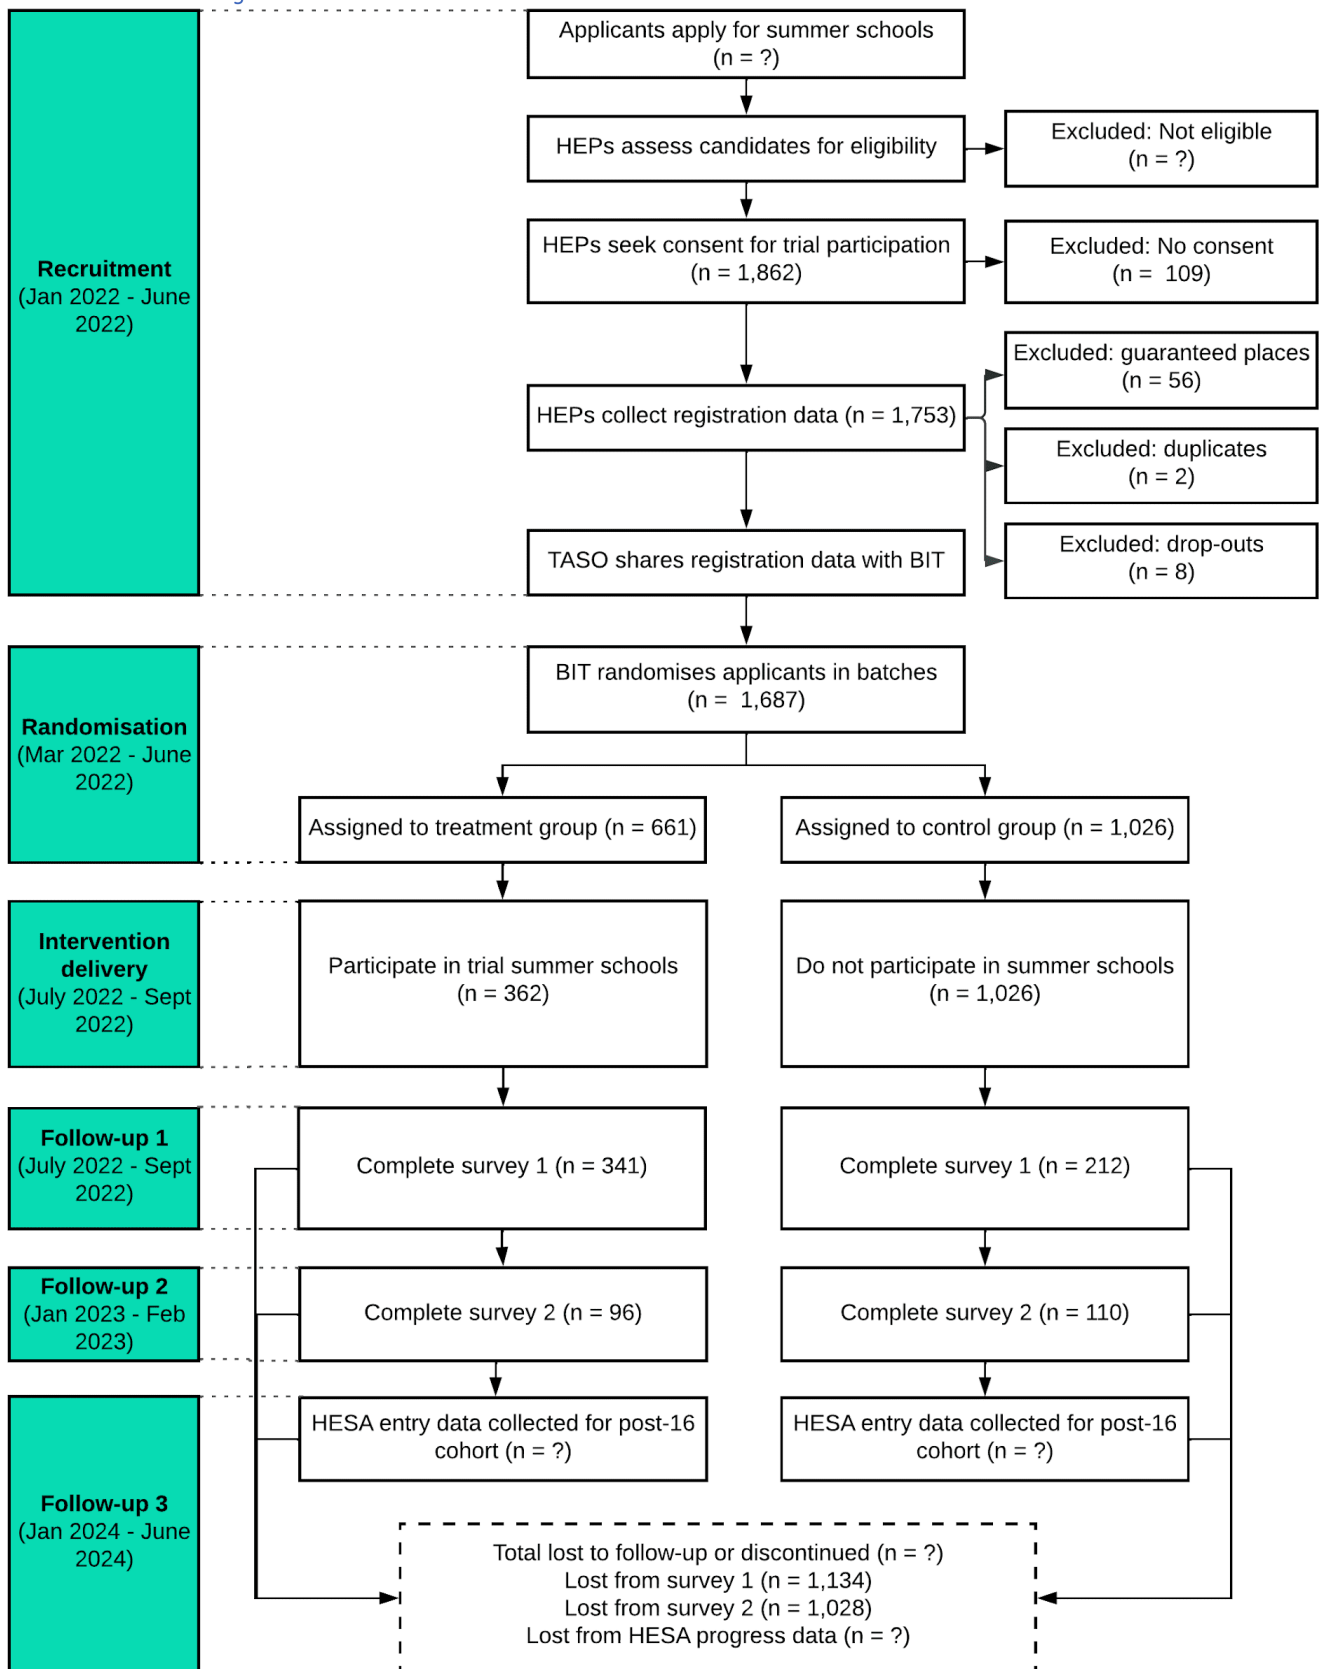 Applicants apply for summer schools
(n = ?)
HEPs assess candidates for eligibility
Excluded: Not eligible
(n = ?)
HEPs seek consent for trial participation
(n = 1,862)
Excluded: No consent
(n =  109)
Recruitment
(Jan 2022 - June
2022)
Excluded: guaranteed places
(n = 56)
HEPs collect registration data (n = 1,753)
Excluded: duplicates
(n = 2)
TASO shares registration data with BIT
Excluded: drop-outs
(n = 8)
BIT randomises applicants in batches
(n =  1,687)
Randomisation
(Mar 2022 - June
2022)
Assigned to treatment group (n = 661)
Assigned to control group (n = 1,026)
Intervention
delivery
(July 2022 - Sept
2022)
Participate in trial summer schools
(n = 362)
Do not participate in summer schools
(n = 1,026)
Follow-up 1
(July 2022 - Sept
2022)
Complete survey 1 (n = 341)
Complete survey 1 (n = 212)
Follow-up 2
(Jan 2023 - Feb
2023)
Complete survey 2 (n = 96)
Complete survey 2 (n = 110)
HESA entry data collected for post-16
cohort (n = ?)
HESA entry data collected for post-16
cohort (n = ?)
Follow-up 3
(Jan 2024 - June
2024)
Total lost to follow-up or discontinued (n = ?)
Lost from survey 1 (n = 1,134)
Lost from survey 2 (n = 1,028)
Lost from HESA progress data (n = ?)